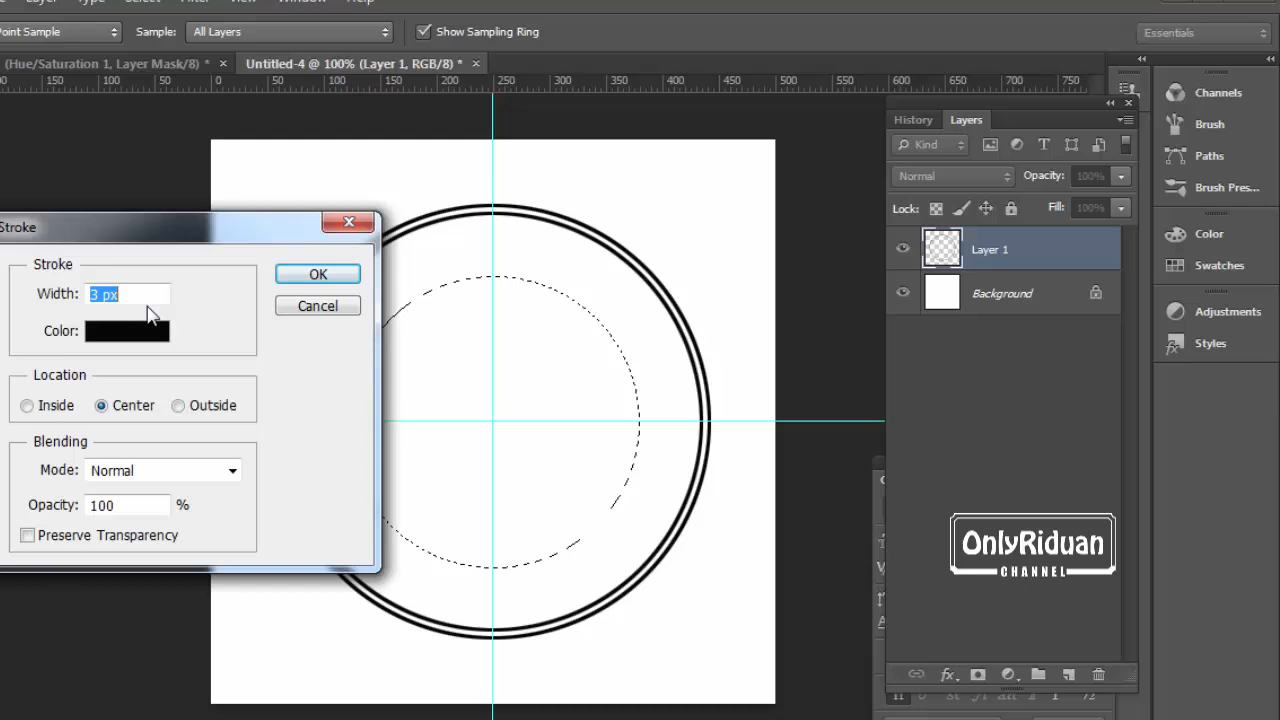 Layer Type Select Filter View Window Help
Point Sample Sample: All Layers Show Sampling Ring Essentials
(Hue/Saturation 1, Layer Mask/8) * × Untitled-4 @ 100% (Layer 1, RGB/8) * ×
150 100 50 0 50 100 150 200 250 300 350 400 450 500 550 600 650 700 750
History Layers
Kind
Normal Opacity: 100%
Lock: Fill: 100%
Layer 1
Background
Channels
Brush
Paths
Brush Pres...
Color
Swatches
Adjustments
Styles
Stroke
Stroke
Width: 3 px
Color:
OK
Cancel
Location
Inside Center Outside
Blending
Mode: Normal
Opacity: 100 %
Preserve Transparency
OnlyRiduan
CHANNEL